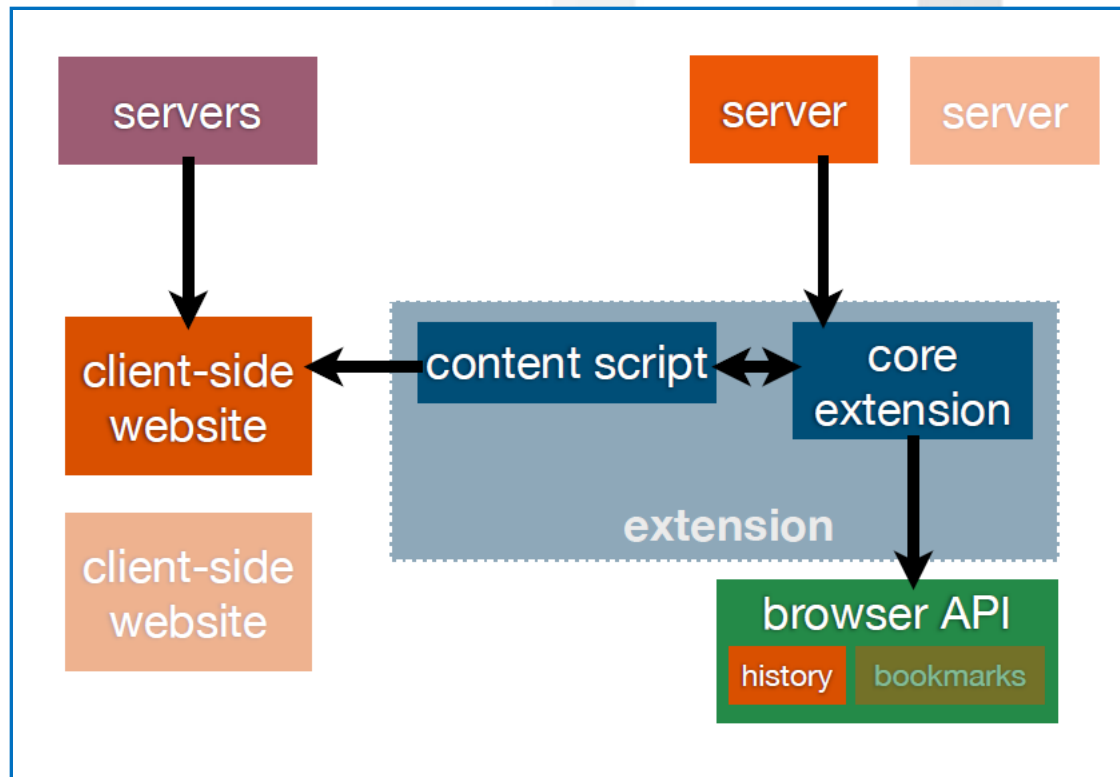 servers
server
server
client-side
website
content script
core
extension
extension
client-side
website
browser API
history
bookmarks